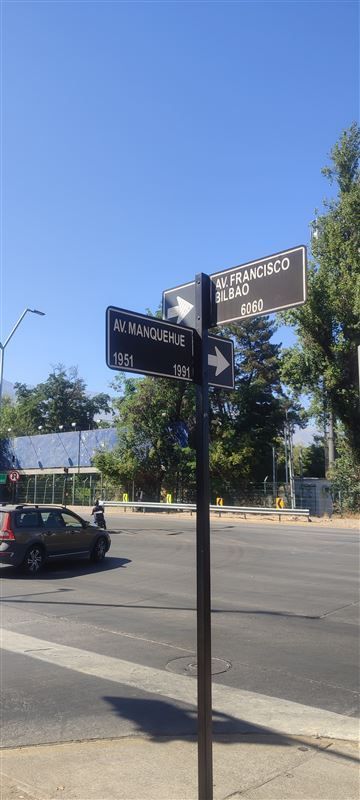 AV. FRANCISCO
BILBAO
6060
AV. MANQUEHUE
1951 1991